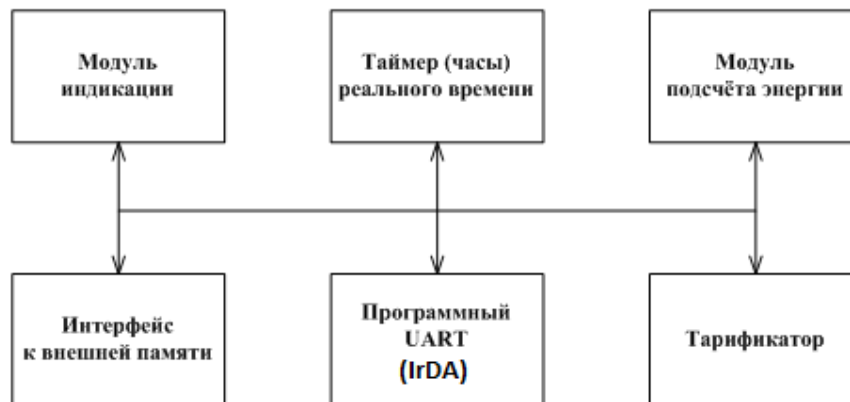 Модуль
индикации
Таймер (часы)
реального времени
Модуль
подсчёта энергии
Интерфейс
к внешней памяти
Программный
UART
(IrDA)
Тарификатор